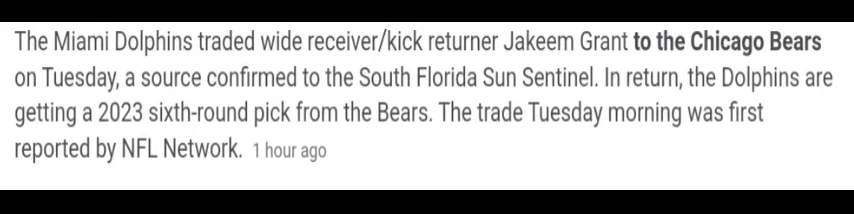 The Miami Dolphins traded wide receiver/kick returner Jakeem Grant to the Chicago Bears
on Tuesday, a source confirmed to the South Florida Sun Sentinel. In return, the Dolphins are
getting a 2023 sixth-round pick from the Bears. The trade Tuesday morning was first
reported by NFL Network. 1 hour ago